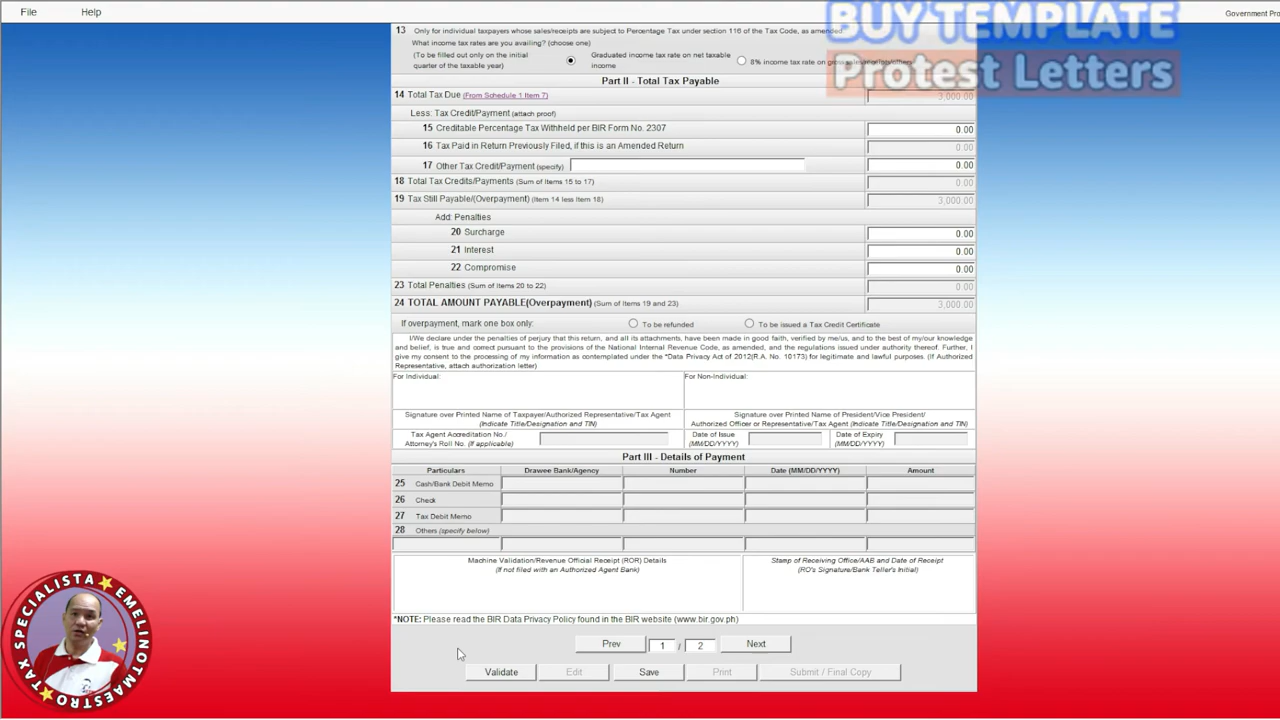 File Help Government Pro
BUY TEMPLATE
Protest Letters
13 Only for individual taxpayers whose sales/receipts are subject to Percentage Tax under section 116 of the Tax Code, as amended.
What income tax rates are you availing? (choose one)
(To be filled out only on the initial quarter of the taxable year)
Graduated income tax rate on net taxable income
8% income tax rate on gross sales/receipts/others
Part II - Total Tax Payable
14 Total Tax Due (From Schedule 1 Item 7) 3,000.00
Less: Tax Credit/Payment (attach proof)
15 Creditable Percentage Tax Withheld per BIR Form No. 2307 0.00
16 Tax Paid in Return Previously Filed, if this is an Amended Return 0.00
17 Other Tax Credit/Payment (specify) 0.00
18 Total Tax Credits/Payments (Sum of Items 15 to 17) 0.00
19 Tax Still Payable/(Overpayment) (Item 14 less Item 18) 3,000.00
Add: Penalties
20 Surcharge 0.00
21 Interest 0.00
22 Compromise 0.00
23 Total Penalties (Sum of Items 20 to 22) 0.00
24 TOTAL AMOUNT PAYABLE(Overpayment) (Sum of Items 19 and 23) 3,000.00
If overpayment, mark one box only: To be refunded To be issued a Tax Credit Certificate
I/We declare under the penalties of perjury that this return, and all its attachments, have been made in good faith, verified by me/us, and to the best of my/our knowledge
and belief, is true and correct pursuant to the provisions of the National Internal Revenue Code, as amended, and the regulations issued under authority thereof. Further, I
give my consent to the processing of my information as contemplated under the *Data Privacy Act of 2012(R.A. No. 10173) for legitimate and lawful purposes. (If Authorized
Representative, attach authorization letter)
For Individual: For Non-Individual:
Signature over Printed Name of Taxpayer/Authorized Representative/Tax Agent
(Indicate Title/Designation and TIN)
Signature over Printed Name of President/Vice President/
Authorized Officer or Representative/Tax Agent (Indicate Title/Designation and TIN)
Tax Agent Accreditation No./
Attorney's Roll No. (If applicable)
Date of Issue
(MM/DD/YYYY)
Date of Expiry
(MM/DD/YYYY)
Part III - Details of Payment
Particulars Drawee Bank/Agency Number Date (MM/DD/YYYY) Amount
25 Cash/Bank Debit Memo
26 Check
27 Tax Debit Memo
28 Others (specify below)
Machine Validation/Revenue Official Receipt (ROR) Details
(If not filed with an Authorized Agent Bank)
Stamp of Receiving Office/AAB and Date of Receipt
(RO's Signature/Bank Teller's Initial)
*NOTE: Please read the BIR Data Privacy Policy found in the BIR website (www.bir.gov.ph)
Prev 1 / 2 Next
Validate Edit Save Print Submit / Final Copy
TAX SPECIALISTA EMELINOTMAESTRO